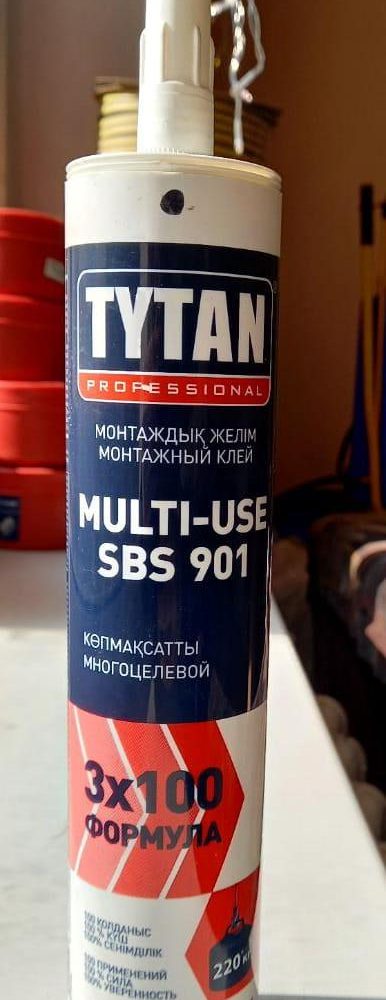 TYTAN
PROFESSIONAL
МОНТАЖДЫҚ ЖЕЛІМ
МОНТАЖНЫЙ КЛЕЙ
MULTI-USE
SBS 901
КӨПМАҚСАТТЫ
МНОГОЦЕЛЕВОЙ
3x100
ФОРМУЛА
100 ҚОЛДАНЫС
100 % КҮШ
100% СЕНІМДІЛІК
100 ПРИМЕНЕНИЙ
100 % СИЛА
100% УВЕРЕННОСТЬ
220 кг